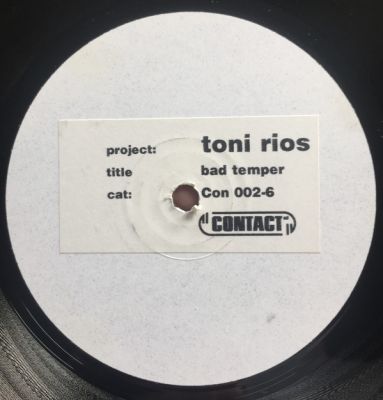 project: toni rios
title bad temper
cat: Con 002-6
CONTACT